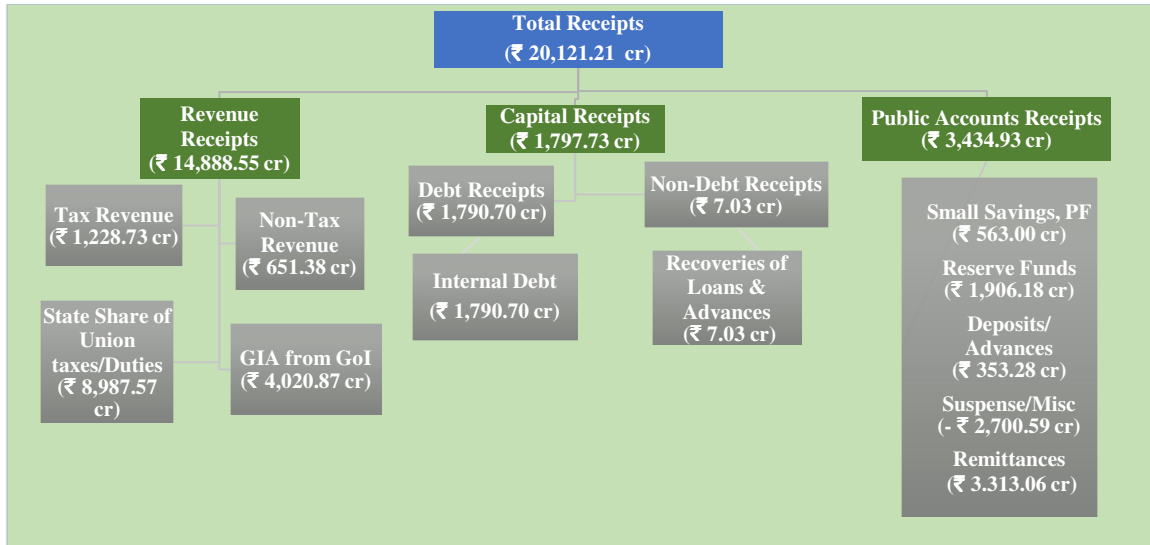 Total Receipts
(₹ 20,121.21 cr)
Revenue
Receipts
(₹ 14,888.55 cr)
Capital Receipts
(₹ 1,797.73 cr)
Public Accounts Receipts
(₹ 3,434.93 cr)
Tax Revenue
(₹ 1,228.73 cr)
Non-Tax
Revenue
(₹ 651.38 cr)
State Share of
Union
taxes/Duties
(₹ 8,987.57
cr)
GIA from GoI
(₹ 4,020.87 cr)
Debt Receipts
(₹ 1,790.70 cr)
Non-Debt Receipts
(₹ 7.03 cr)
Internal Debt
(₹ 1,790.70 cr)
Recoveries of
Loans &
Advances
(₹ 7.03 cr)
Small Savings, PF
(₹ 563.00 cr)
Reserve Funds
(₹ 1,906.18 cr)
Deposits/
Advances
(₹ 353.28 cr)
Suspense/Misc
(- ₹ 2,700.59 cr)
Remittances
(₹ 3.313.06 cr)